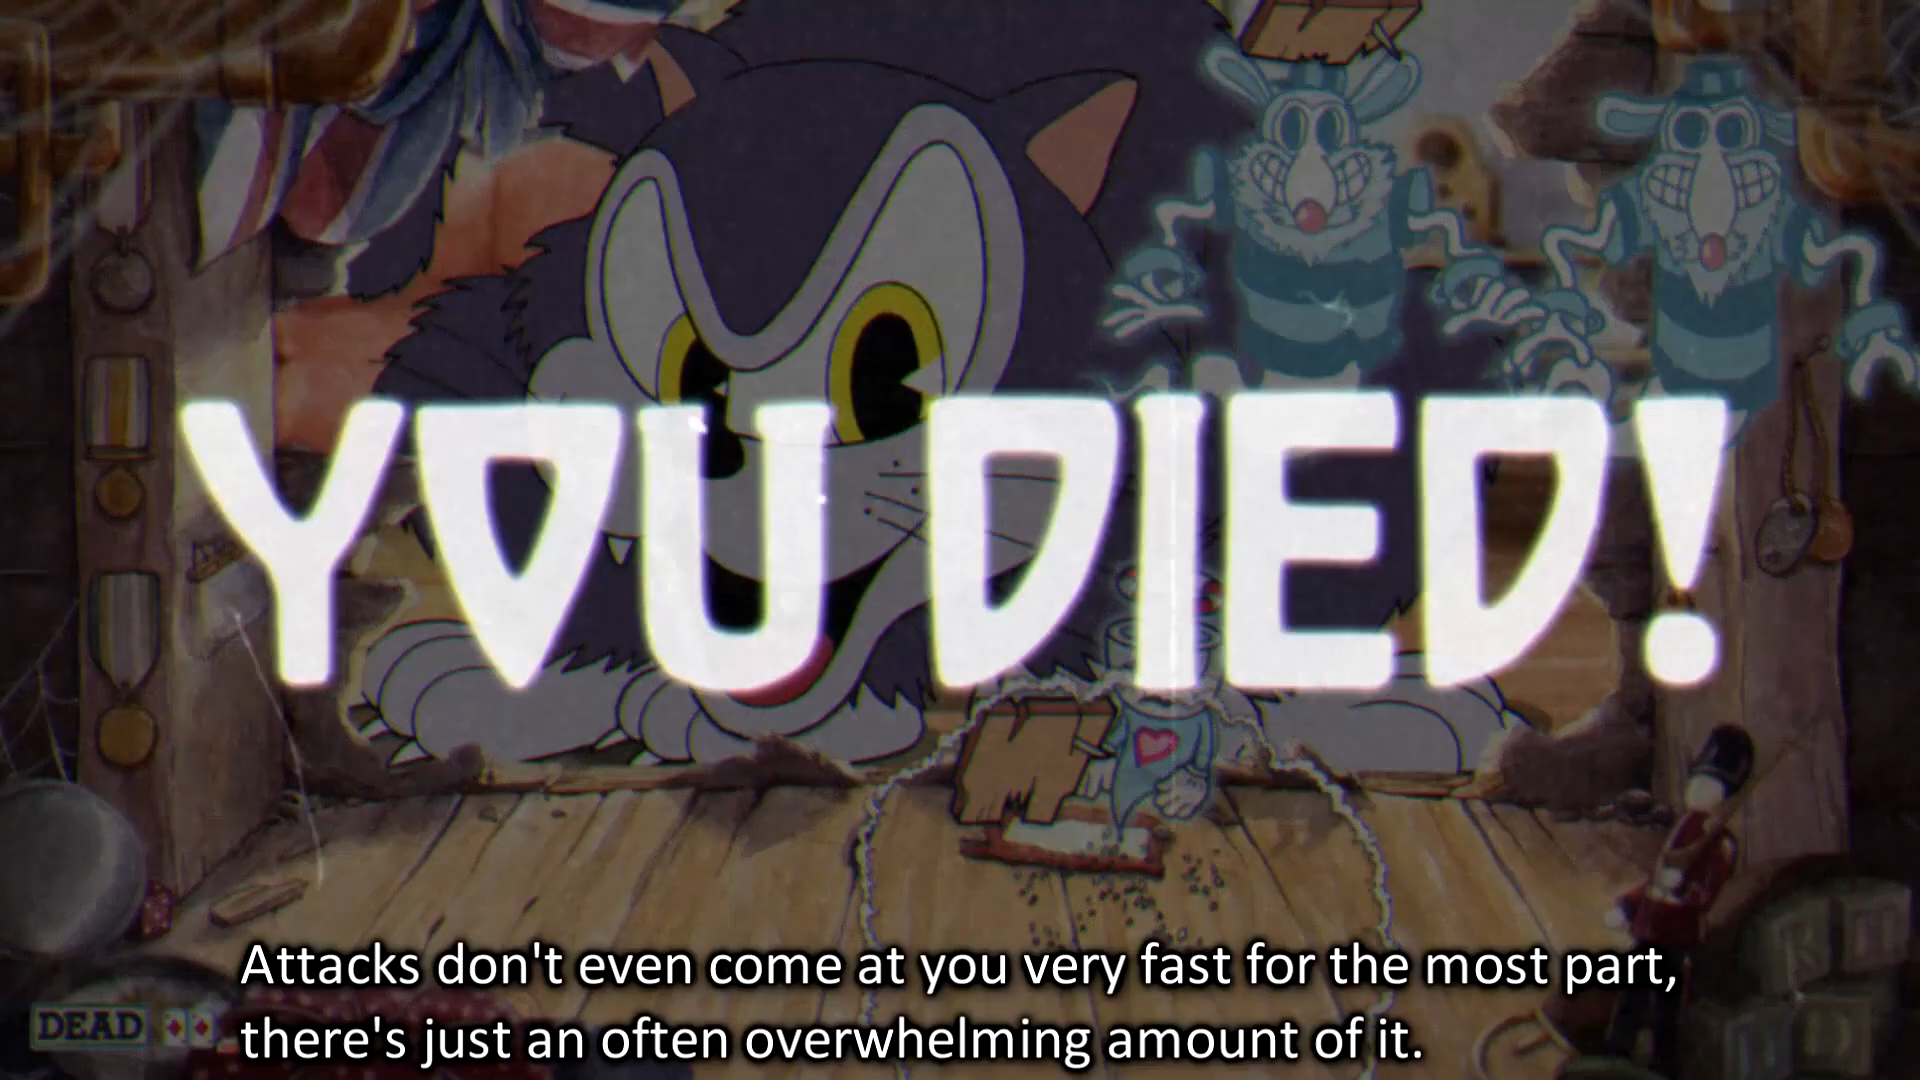 YOU DIED!
Attacks don't even come at you very fast for the most part,
there's just an often overwhelming amount of it.
DEAD